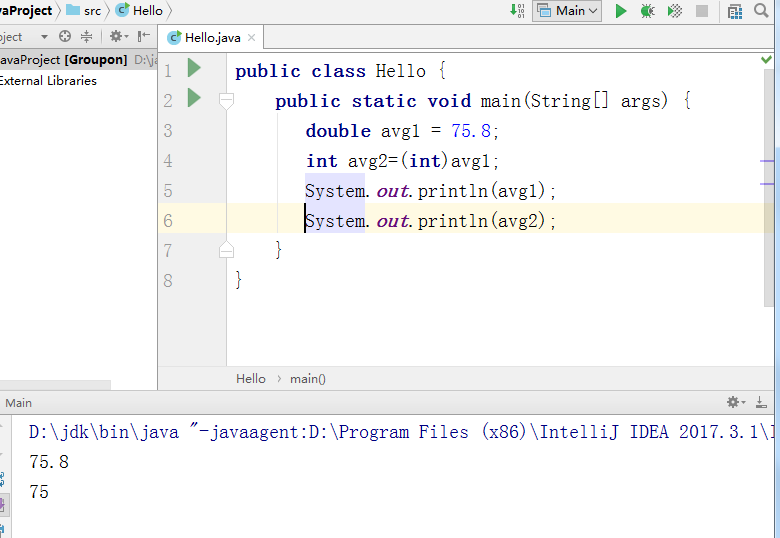 vaProject src Hello
Main
oject
Hello.java
avaProject [Groupon] D:\ja
External Libraries
1 public class Hello {
2 public static void main(String[] args) {
3 double avg1 = 75.8;
4 int avg2=(int)avg1;
5 System.out.println(avg1);
6 System.out.println(avg2);
7 }
8 }
Hello main()
Main
D:\jdk\bin\java "-javaagent:D:\Program Files (x86)\IntelliJ IDEA 2017.3.1\
75.8
75